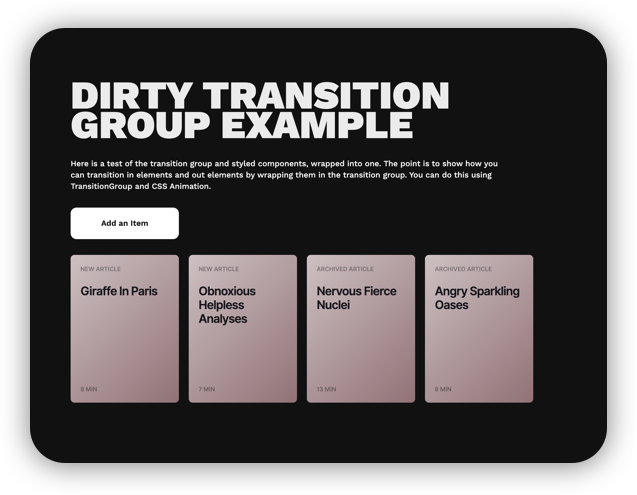 DIRTY TRANSITION
GROUP EXAMPLE
Here is a test of the transition group and styled components, wrapped into one. The point is to show how you
can transition in elements and out elements by wrapping them in the transition group. You can do this using
TransitionGroup and CSS Animation.
Add an Item
NEW ARTICLE
Giraffe In Paris
6 MIN
NEW ARTICLE
Obnoxious
Helpless
Analyses
7 MIN
ARCHIVED ARTICLE
Nervous Fierce
Nuclei
13 MIN
ARCHIVED ARTICLE
Angry Sparkling
Oases
MIN